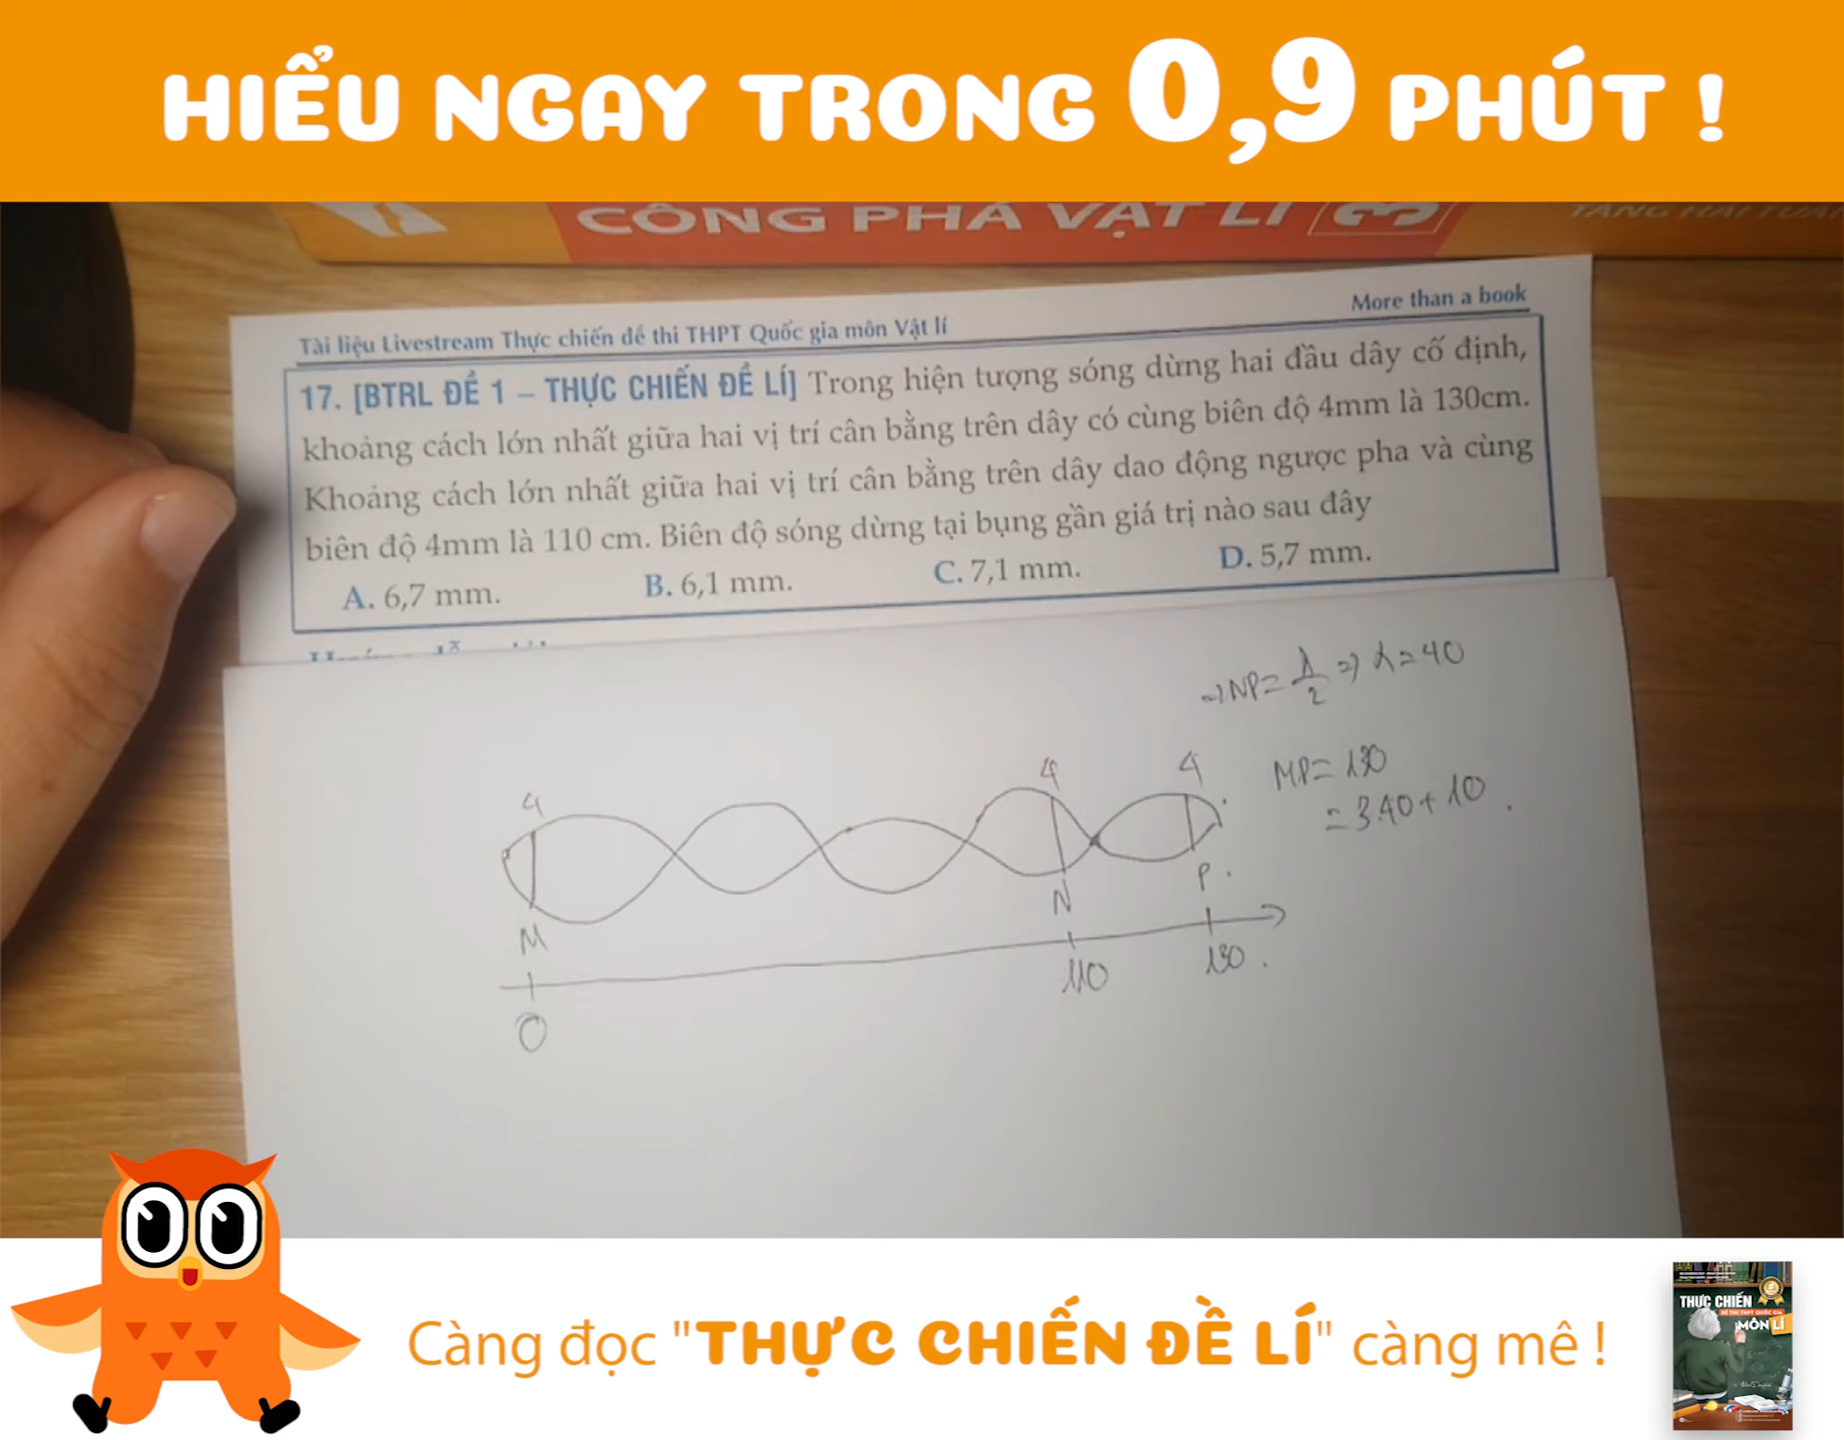 HIỂU NGAY TRONG 0,9 PHÚT !
CÔNG PHÁ VẬT LÍ 3
Tài liệu Livestream Thực chiến đề thi THPT Quốc gia môn Vật lí
More than a book
17. [BTRL ĐỀ 1 – THỰC CHIẾN ĐỀ LÍ] Trong hiện tượng sóng dừng hai đầu dây cố định,
khoảng cách lớn nhất giữa hai vị trí cân bằng trên dây có cùng biên độ 4mm là 130cm.
Khoảng cách lớn nhất giữa hai vị trí cân bằng trên dây dao động ngược pha và cùng
biên độ 4mm là 110 cm. Biên độ sóng dừng tại bụng gần giá trị nào sau đây
A. 6,7 mm. B. 6,1 mm. C. 7,1 mm. D. 5,7 mm.
→ NP = λ/2 => λ = 40
MP = 130
= 3.40 + 10
4 4 4
M N P
O 110 130
Càng đọc "THỰC CHIẾN ĐỀ LÍ" càng mê !
THỰC CHIẾN
ĐỀ THI THPT QUỐC GIA
MÔN LÍ